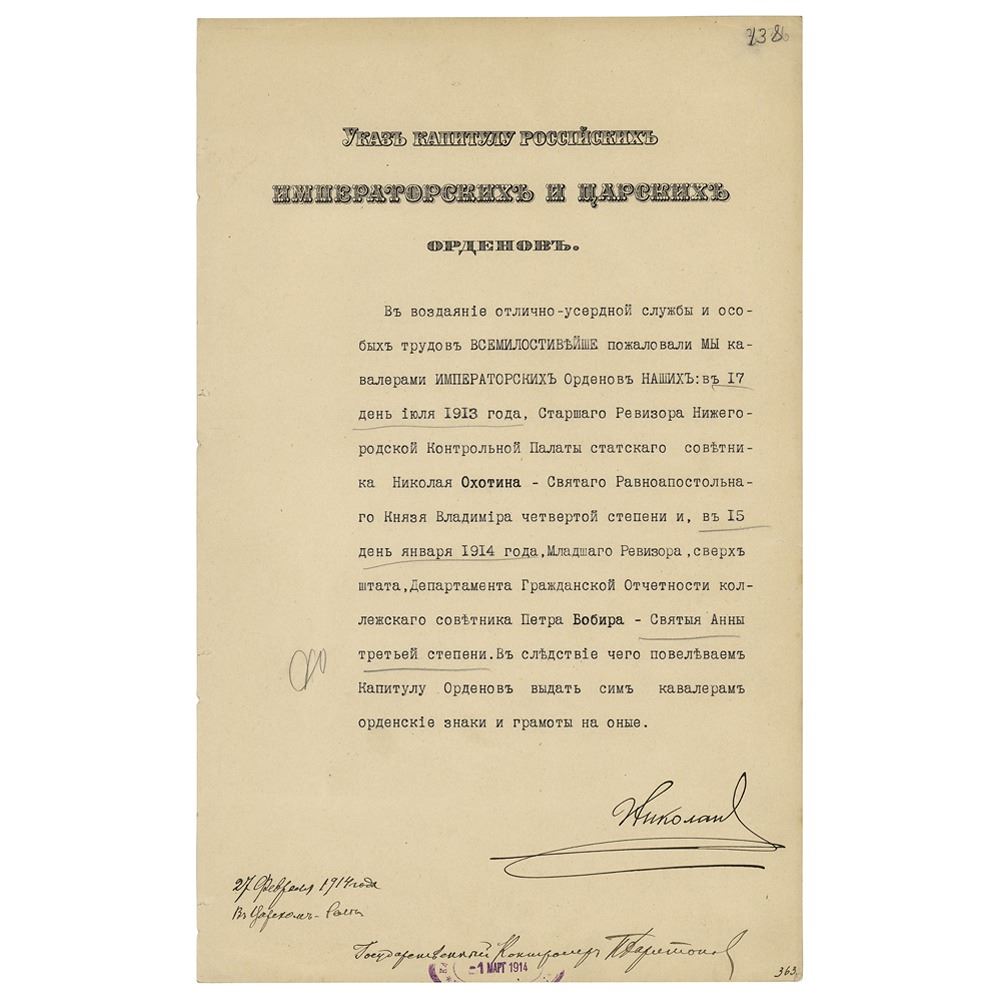 738
Указъ капитулу россійскихъ
императорскихъ и царскихъ
орденовъ.
Въ воздаяніе отлично-усердной службы и осо-
быхъ трудовъ ВСЕМИЛОСТИВѢЙШЕ пожаловали МЫ ка-
валерами ИМПЕРАТОРСКИХЪ Орденовъ НАШИХЪ: въ 17
день іюля 1913 года, Старшаго Ревизора Нижего-
родской Контрольной Палаты статскаго совѣтни-
ка Николая Охотина - Святаго Равноапостольна-
го Князя Владиміра четвертой степени и, въ 15
день января 1914 года, Младшаго Ревизора, сверхъ
штата, Департамента Гражданской Отчетности кол-
лежскаго совѣтника Петра Бобира - Святыя Анны
третьей степени. Въ слѣдствіе чего повелѣваемъ
Капитулу Орденовъ выдать симъ кавалерамъ
орденскіе знаки и грамоты на оные.
Николай
27 Февраля 1914 года
Въ Царскомъ-Селѣ
Государственный Контролеръ ПХаритонов
-1 МАРТ 1914
363